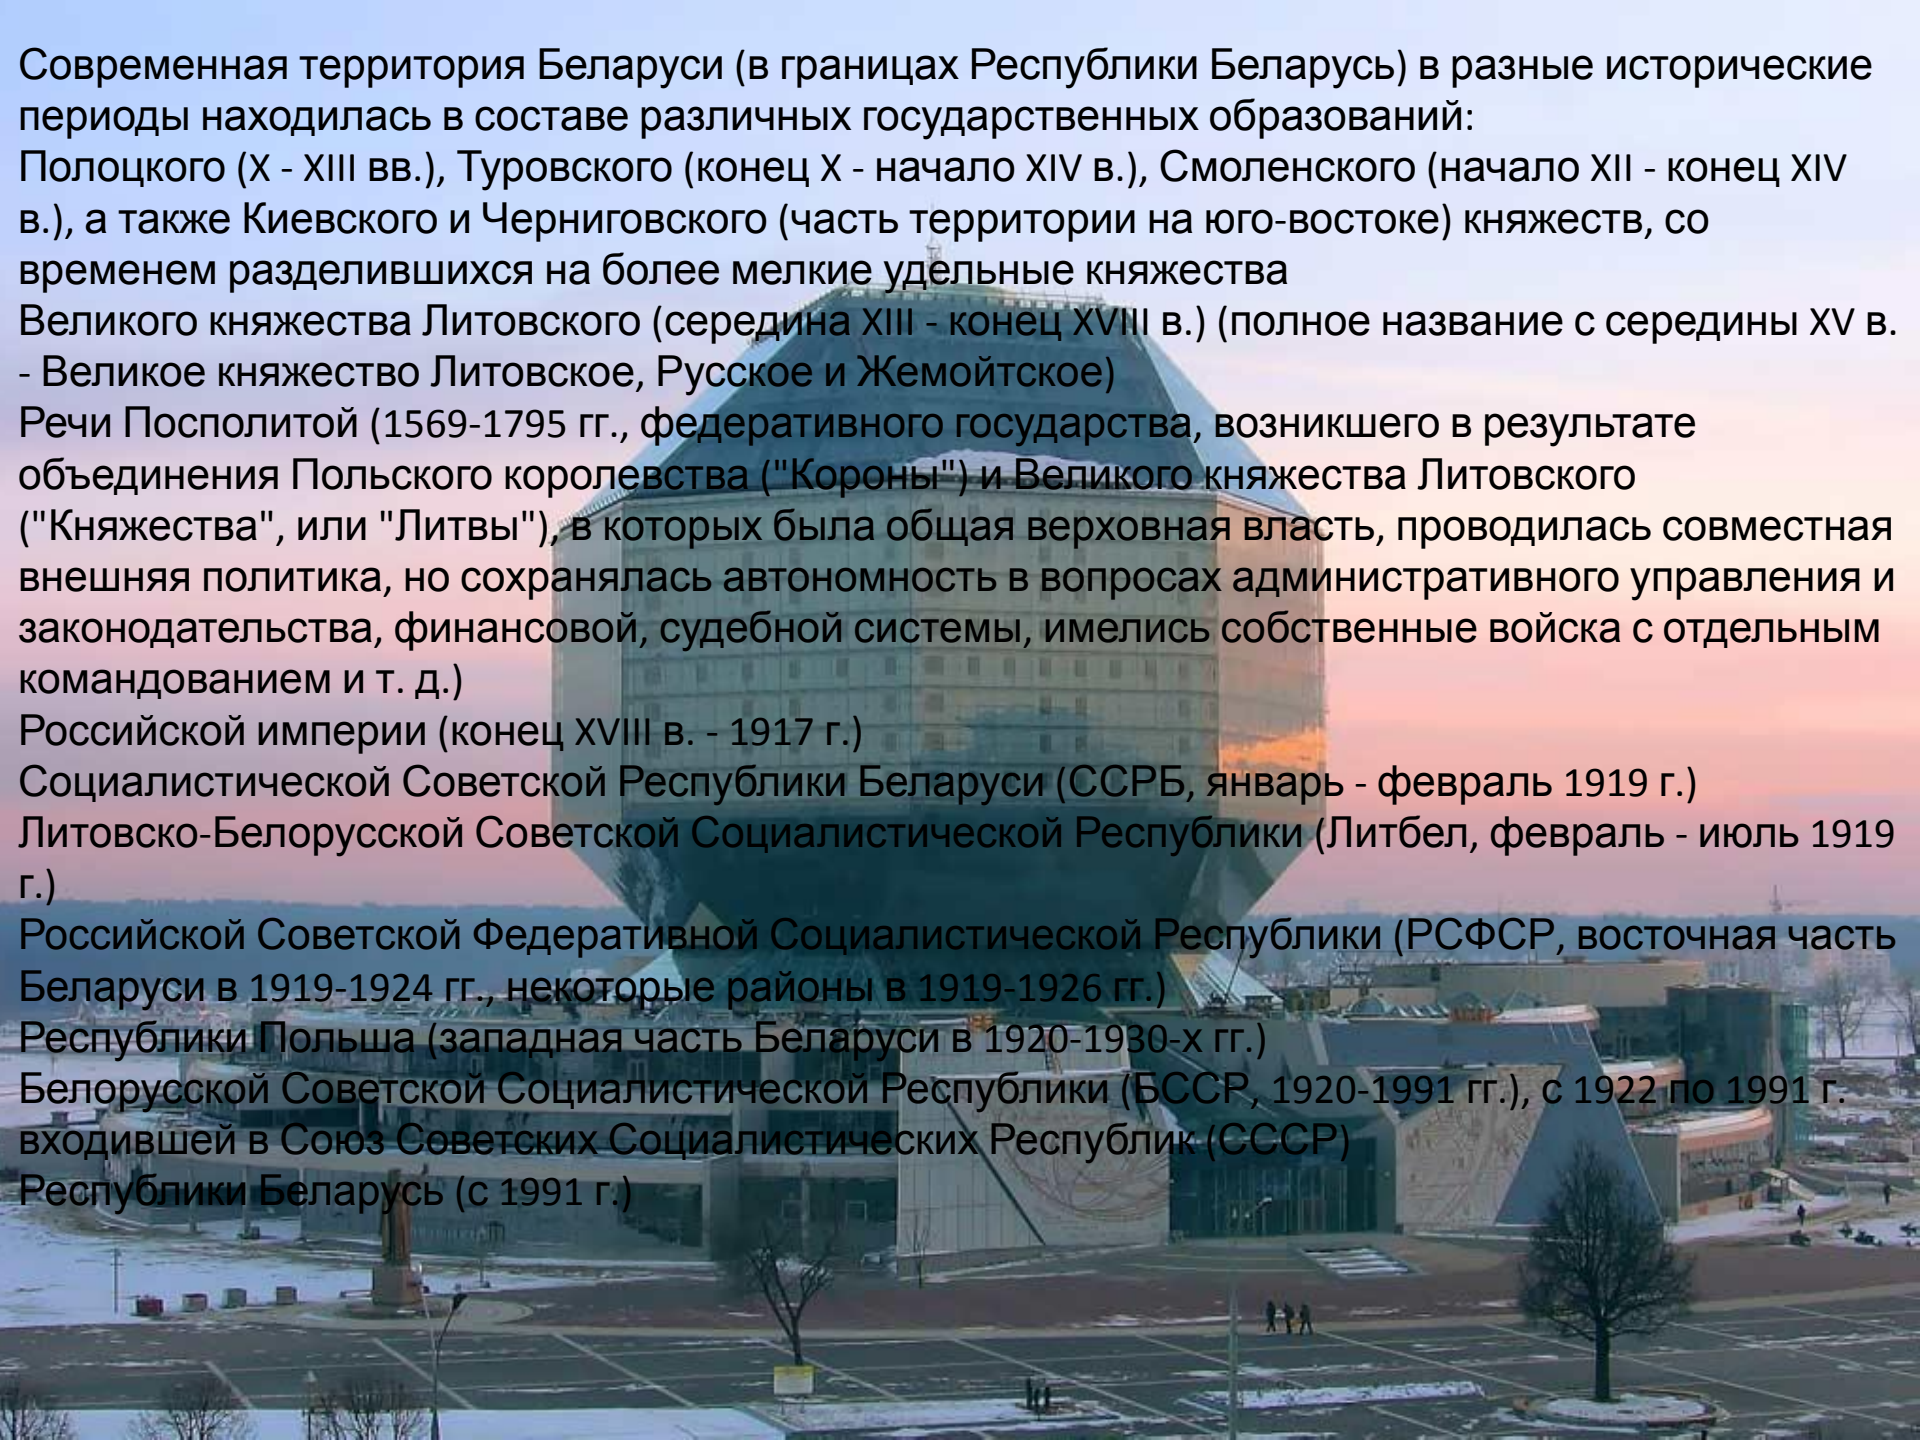 Современная территория Беларуси (в границах Республики Беларусь) в разные исторические
периоды находилась в составе различных государственных образований:
Полоцкого (X - XIII вв.), Туровского (конец X - начало XIV в.), Смоленского (начало XII - конец XIV
в.), а также Киевского и Черниговского (часть территории на юго-востоке) княжеств, со
временем разделившихся на более мелкие удельные княжества
Великого княжества Литовского (середина XIII - конец XVIII в.) (полное название с середины XV в.
- Великое княжество Литовское, Русское и Жемойтское)
Речи Посполитой (1569-1795 гг., федеративного государства, возникшего в результате
объединения Польского королевства ("Короны") и Великого княжества Литовского
("Княжества", или "Литвы"), в которых была общая верховная власть, проводилась совместная
внешняя политика, но сохранялась автономность в вопросах административного управления и
законодательства, финансовой, судебной системы, имелись собственные войска с отдельным
командованием и т. д.)
Российской империи (конец XVIII в. - 1917 г.)
Социалистической Советской Республики Беларуси (ССРБ, январь - февраль 1919 г.)
Литовско-Белорусской Советской Социалистической Республики (Литбел, февраль - июль 1919
г.)
Российской Советской Федеративной Социалистической Республики (РСФСР, восточная часть
Беларуси в 1919-1924 гг., некоторые районы в 1919-1926 гг.)
Республики Польша (западная часть Беларуси в 1920-1930-х гг.)
Белорусской Советской Социалистической Республики (БССР, 1920-1991 гг.), с 1922 по 1991 г.
входившей в Союз Советских Социалистических Республик (СССР)
Республики Беларусь (с 1991 г.)